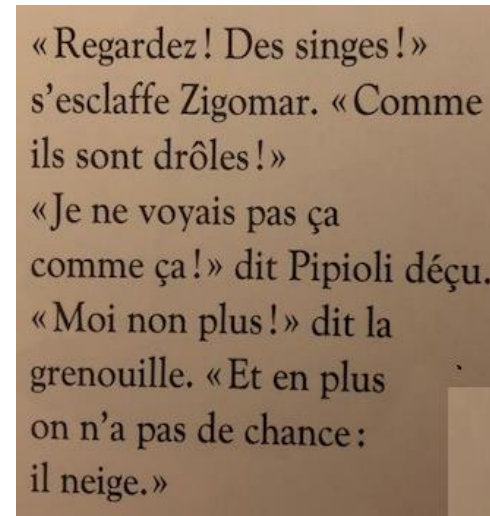 « Regardez ! Des singes ! »
s’esclaffe Zigomar. « Comme
ils sont drôles ! »
« Je ne voyais pas ça
comme ça ! » dit Pipioli déçu.
« Moi non plus ! » dit la
grenouille. « Et en plus
on n’a pas de chance :
il neige. »